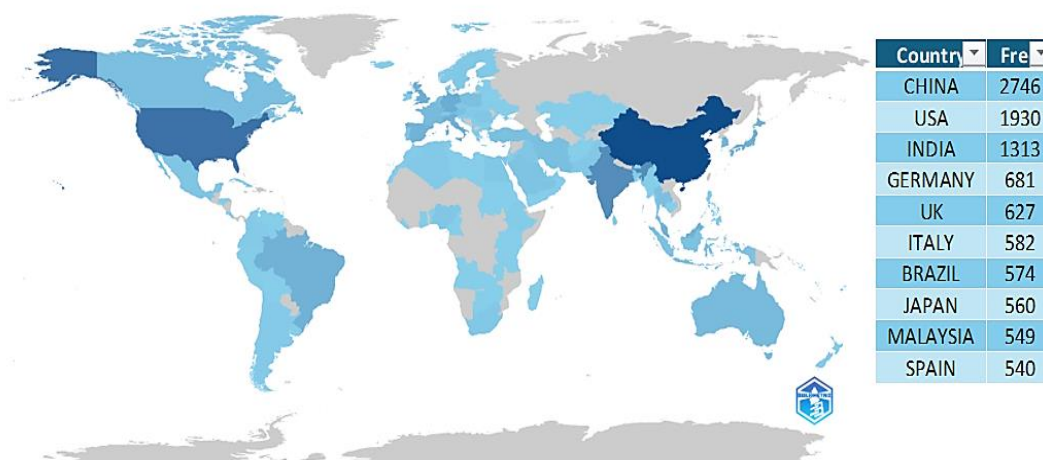 Country Fre
CHINA 2746
USA 1930
INDIA 1313
GERMANY 681
UK 627
ITALY 582
BRAZIL 574
JAPAN 560
MALAYSIA 549
SPAIN 540